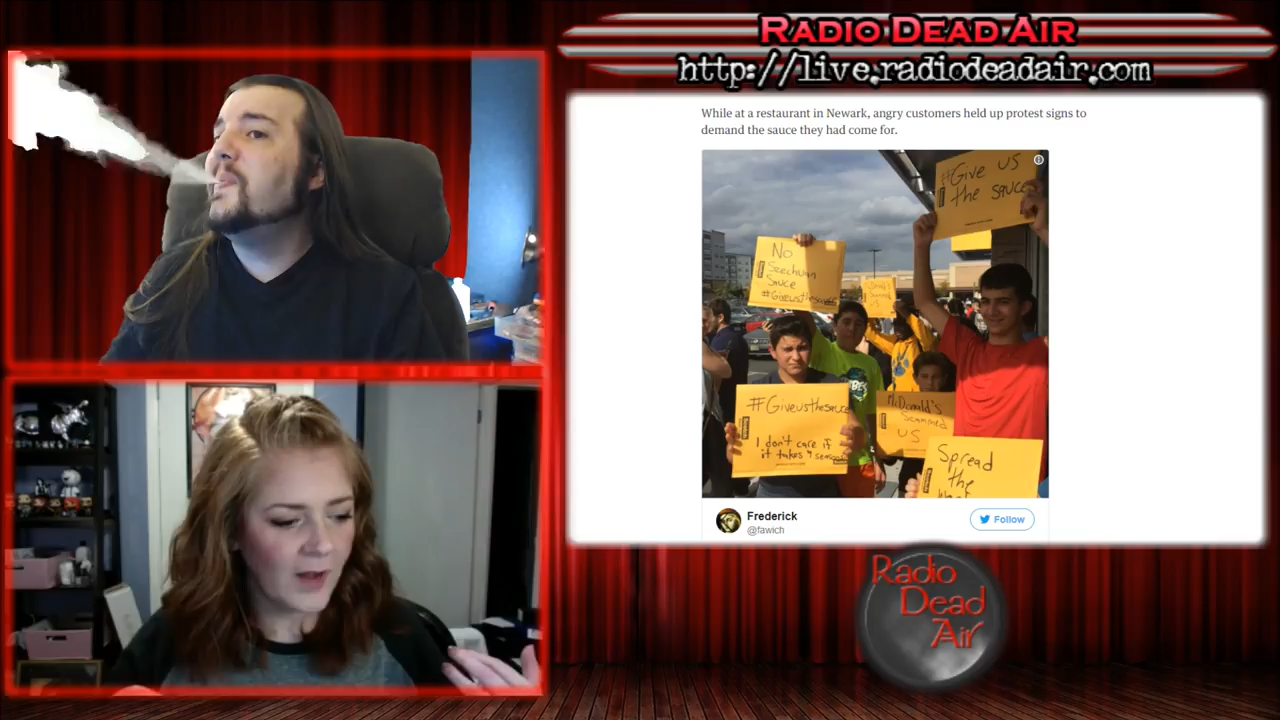 Radio Dead Air
http://live.radiodeadair.com
While at a restaurant in Newark, angry customers held up protest signs to
demand the sauce they had come for.
#Give us
the sauce
No
Szechuan
Sauce
#Giveusthesauce
us
#Giveusthesauce
I don't care if
it takes 9 seasons
McDonald's
Scammed
US
Spread
the
Frederick
@fawich
Follow
Radio
Dead
Air